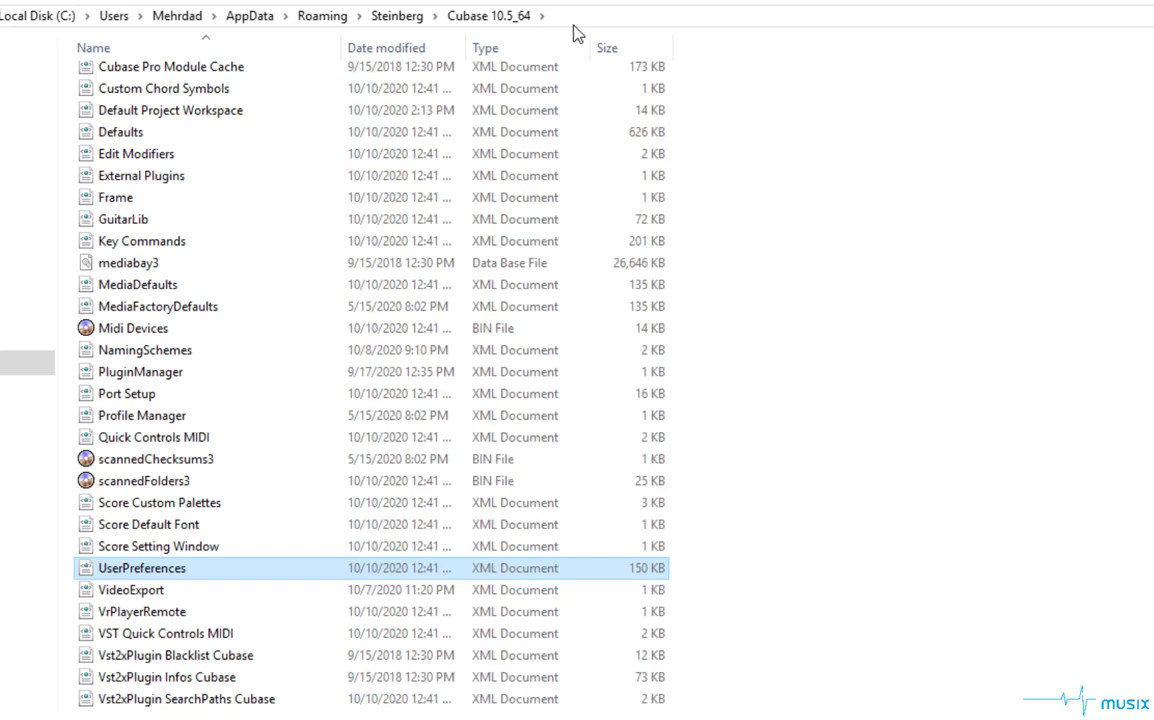 Local Disk (C:) › Users › Mehrdad › AppData › Roaming › Steinberg › Cubase 10.5_64 ›
Name Date modified Type Size
Cubase Pro Module Cache 9/15/2018 12:30 PM XML Document 173 KB
Custom Chord Symbols 10/10/2020 12:41 ... XML Document 1 KB
Default Project Workspace 10/10/2020 2:13 PM XML Document 14 KB
Defaults 10/10/2020 12:41 ... XML Document 626 KB
Edit Modifiers 10/10/2020 12:41 ... XML Document 2 KB
External Plugins 10/10/2020 12:41 ... XML Document 1 KB
Frame 10/10/2020 12:41 ... XML Document 1 KB
GuitarLib 10/10/2020 12:41 ... XML Document 72 KB
Key Commands 10/10/2020 12:41 ... XML Document 201 KB
mediabay3 9/15/2018 12:30 PM Data Base File 26,646 KB
MediaDefaults 10/10/2020 12:41 ... XML Document 135 KB
MediaFactoryDefaults 5/15/2020 8:02 PM XML Document 135 KB
Midi Devices 10/10/2020 12:41 ... BIN File 14 KB
NamingSchemes 10/8/2020 9:10 PM XML Document 2 KB
PluginManager 9/17/2020 12:35 PM XML Document 1 KB
Port Setup 10/10/2020 12:41 ... XML Document 16 KB
Profile Manager 5/15/2020 8:02 PM XML Document 1 KB
Quick Controls MIDI 10/10/2020 12:41 ... XML Document 2 KB
scannedChecksums3 5/15/2020 8:02 PM BIN File 1 KB
scannedFolders3 10/10/2020 12:41 ... BIN File 25 KB
Score Custom Palettes 10/10/2020 12:41 ... XML Document 3 KB
Score Default Font 10/10/2020 12:41 ... XML Document 1 KB
Score Setting Window 10/10/2020 12:41 ... XML Document 1 KB
UserPreferences 10/10/2020 12:41 ... XML Document 150 KB
VideoExport 10/7/2020 11:20 PM XML Document 1 KB
VrPlayerRemote 10/10/2020 12:41 ... XML Document 1 KB
VST Quick Controls MIDI 10/10/2020 12:41 ... XML Document 2 KB
Vst2xPlugin Blacklist Cubase 9/15/2018 12:30 PM XML Document 12 KB
Vst2xPlugin Infos Cubase 9/15/2018 12:30 PM XML Document 73 KB
Vst2xPlugin SearchPaths Cubase 10/10/2020 12:41 ... XML Document 2 KB
musix